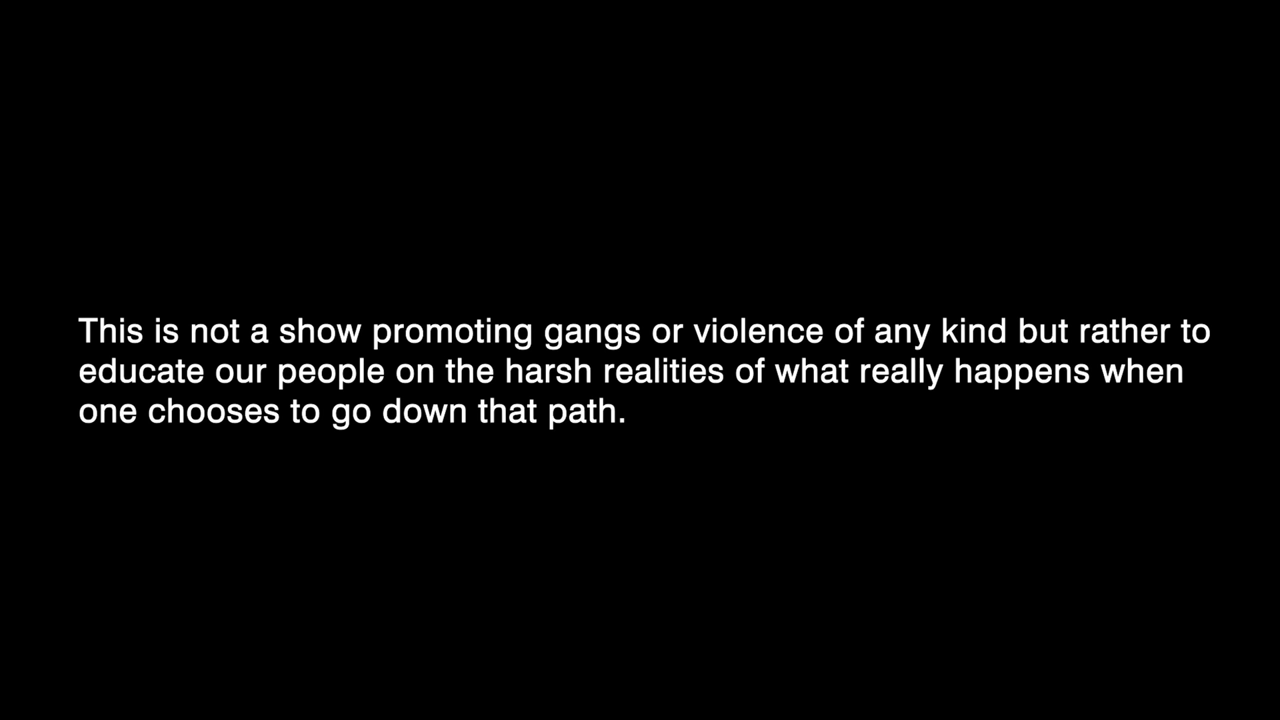 This is not a show promoting gangs or violence of any kind but rather to
educate our people on the harsh realities of what really happens when
one chooses to go down that path.